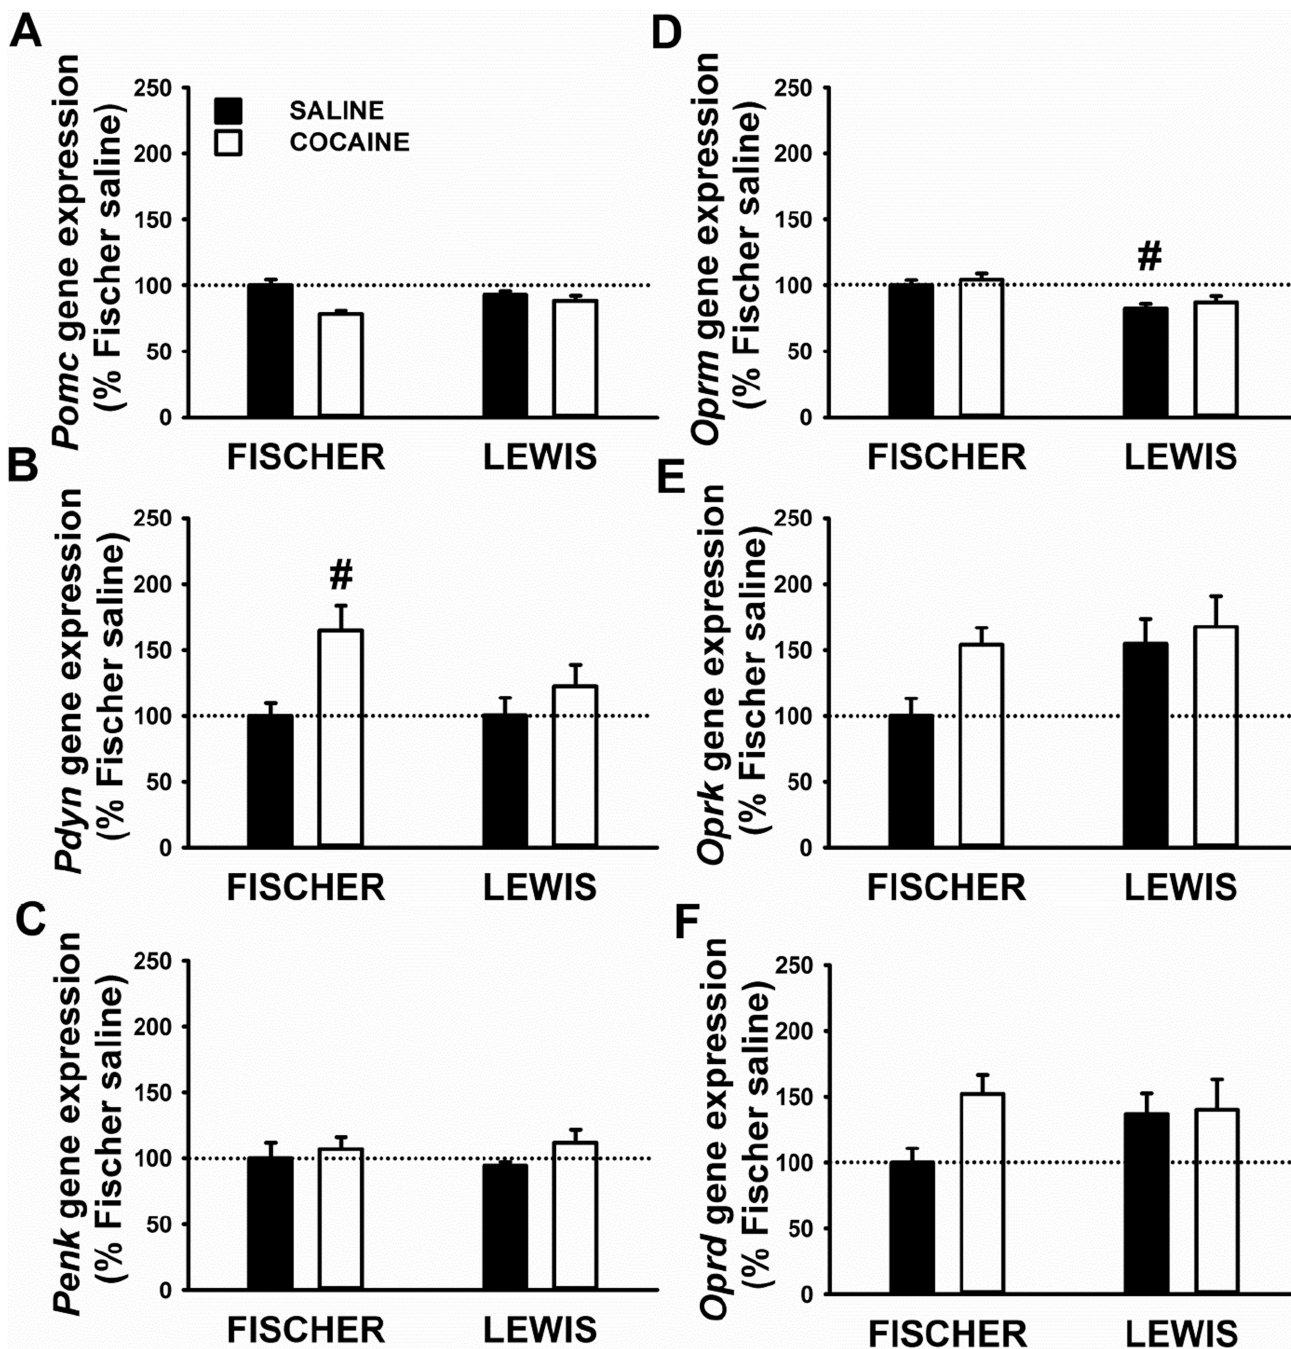 A
Pomc gene expression
(% Fischer saline)
250
200
150
100
50
0
SALINE
COCAINE
FISCHER LEWIS
D
Oprm gene expression
(% Fischer saline)
250
200
150
100
50
0
#
FISCHER LEWIS
B
Pdyn gene expression
(% Fischer saline)
250
200
150
100
50
0
#
FISCHER LEWIS
E
Oprk gene expression
(% Fischer saline)
250
200
150
100
50
0
FISCHER LEWIS
C
Penk gene expression
(% Fischer saline)
250
200
150
100
50
0
FISCHER LEWIS
F
Oprd gene expression
(% Fischer saline)
250
200
150
100
50
0
FISCHER LEWIS